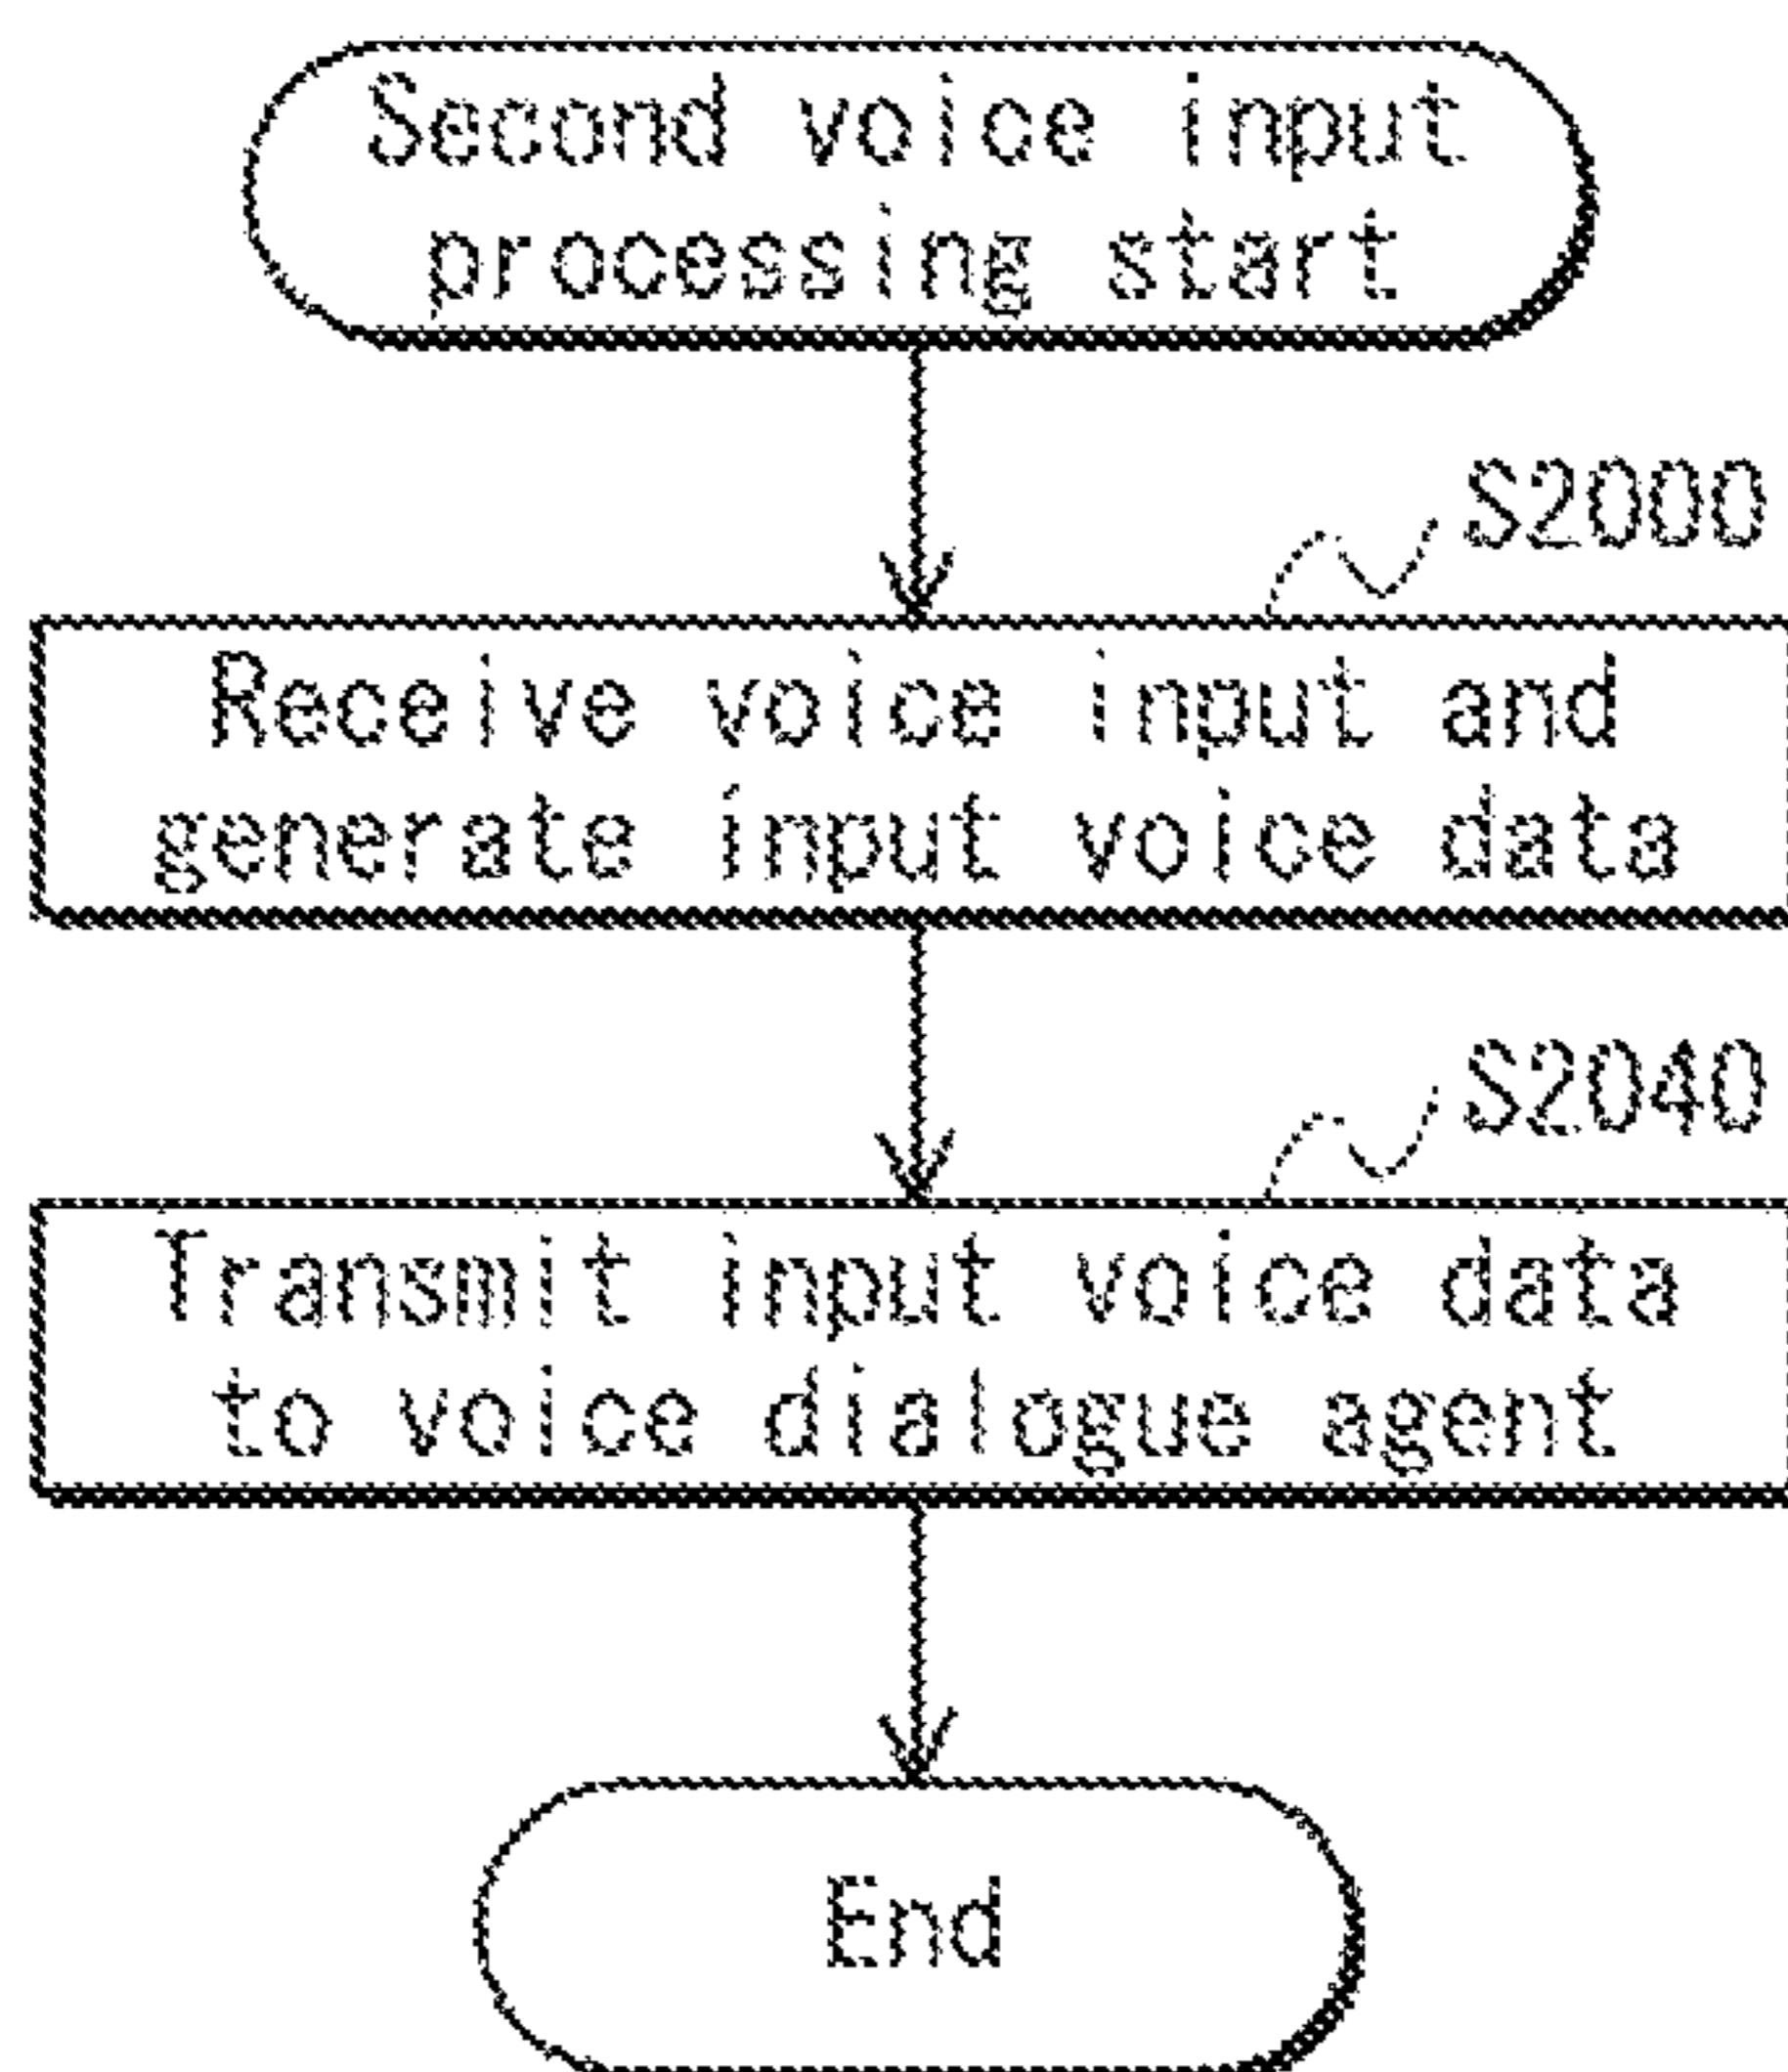 Second voice input
processing start
S2000
Receive voice input and
generate input voice data
S2040
Transmit input voice data
to voice dialogue agent
End